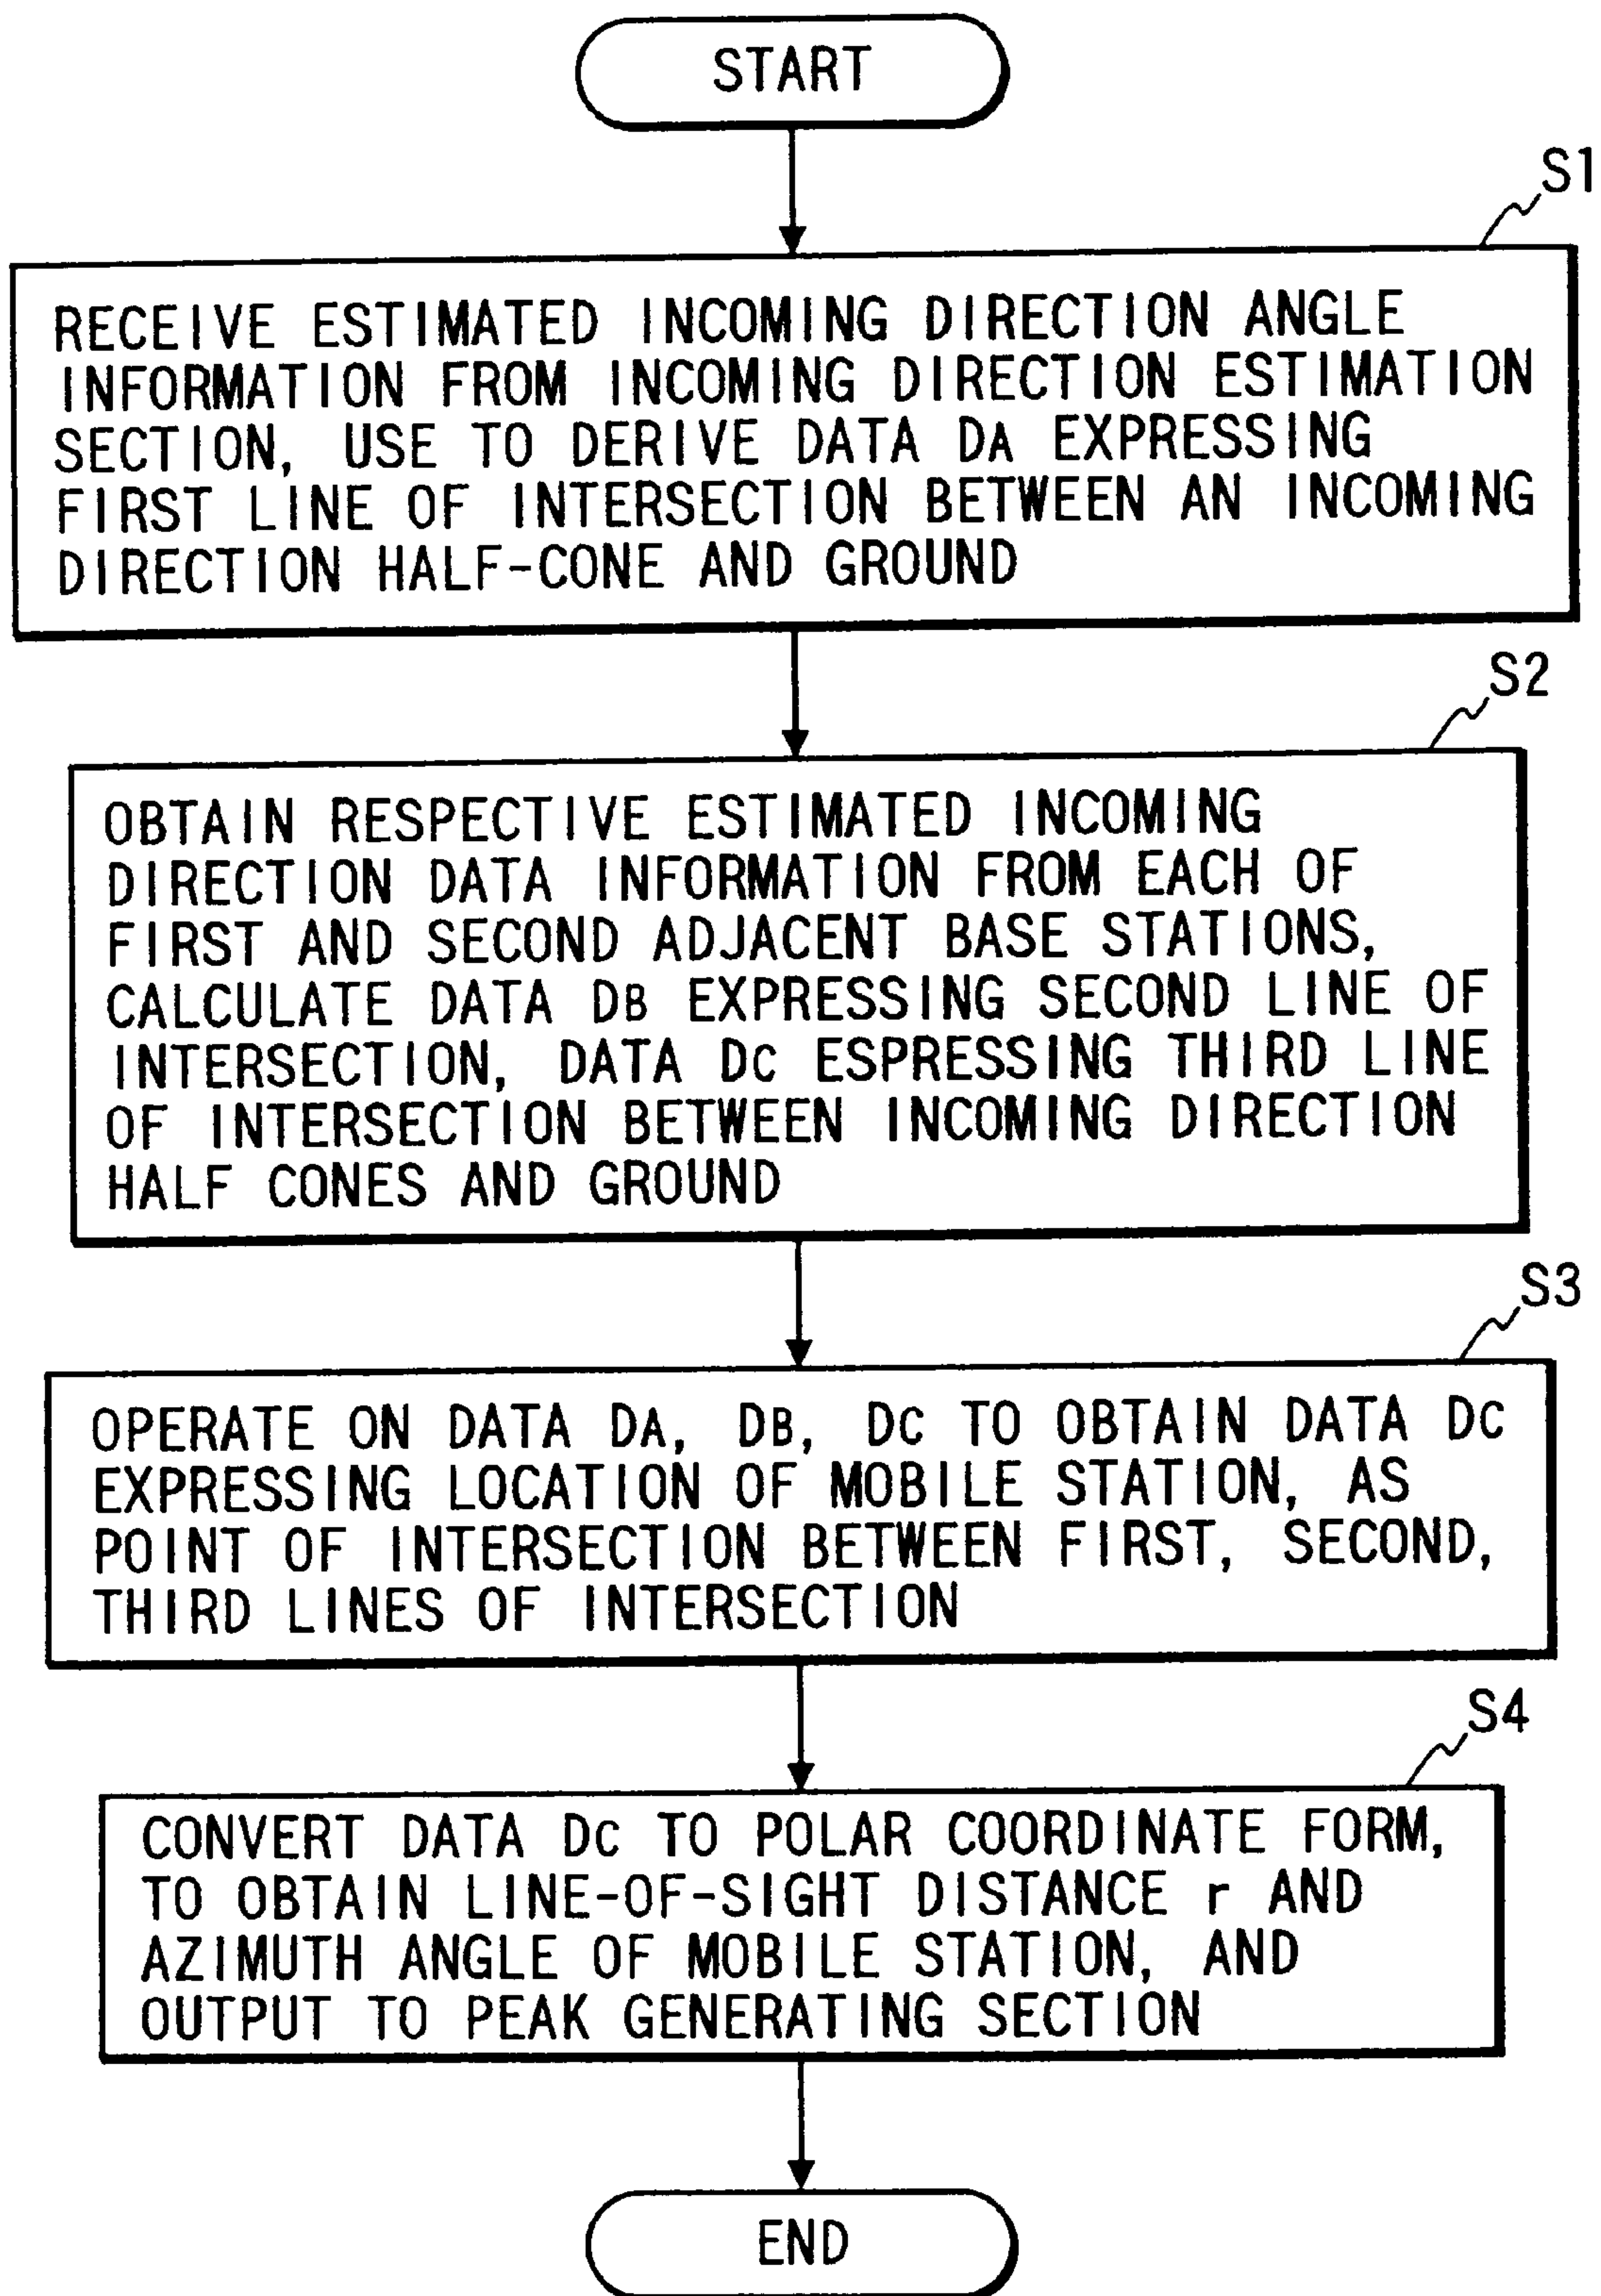 START
S1
RECEIVE ESTIMATED INCOMING DIRECTION ANGLE
INFORMATION FROM INCOMING DIRECTION ESTIMATION
SECTION, USE TO DERIVE DATA DA EXPRESSING
FIRST LINE OF INTERSECTION BETWEEN AN INCOMING
DIRECTION HALF-CONE AND GROUND
S2
OBTAIN RESPECTIVE ESTIMATED INCOMING
DIRECTION DATA INFORMATION FROM EACH OF
FIRST AND SECOND ADJACENT BASE STATIONS,
CALCULATE DATA DB EXPRESSING SECOND LINE OF
INTERSECTION, DATA DC ESPRESSING THIRD LINE
OF INTERSECTION BETWEEN INCOMING DIRECTION
HALF CONES AND GROUND
S3
OPERATE ON DATA DA, DB, DC TO OBTAIN DATA DC
EXPRESSING LOCATION OF MOBILE STATION, AS
POINT OF INTERSECTION BETWEEN FIRST, SECOND,
THIRD LINES OF INTERSECTION
S4
CONVERT DATA DC TO POLAR COORDINATE FORM,
TO OBTAIN LINE-OF-SIGHT DISTANCE r AND
AZIMUTH ANGLE OF MOBILE STATION, AND
OUTPUT TO PEAK GENERATING SECTION
END